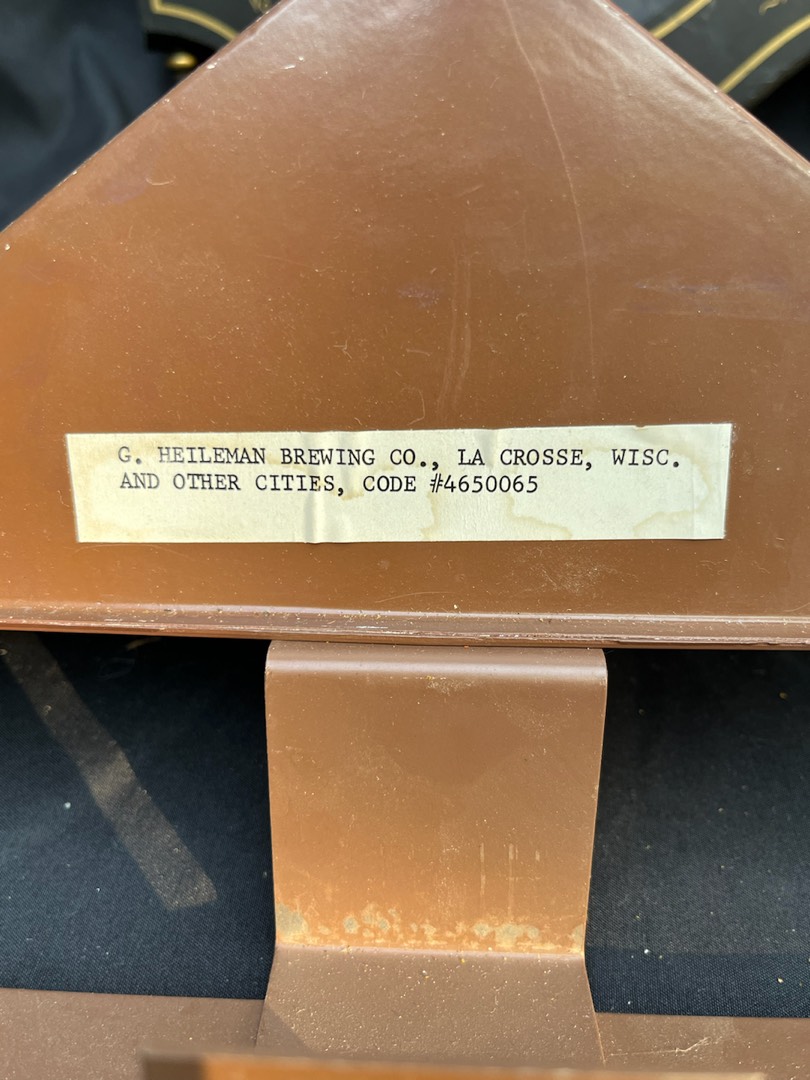 G. HEILEMAN BREWING CO., LA CROSSE, WISC.
AND OTHER CITIES, CODE #4650065